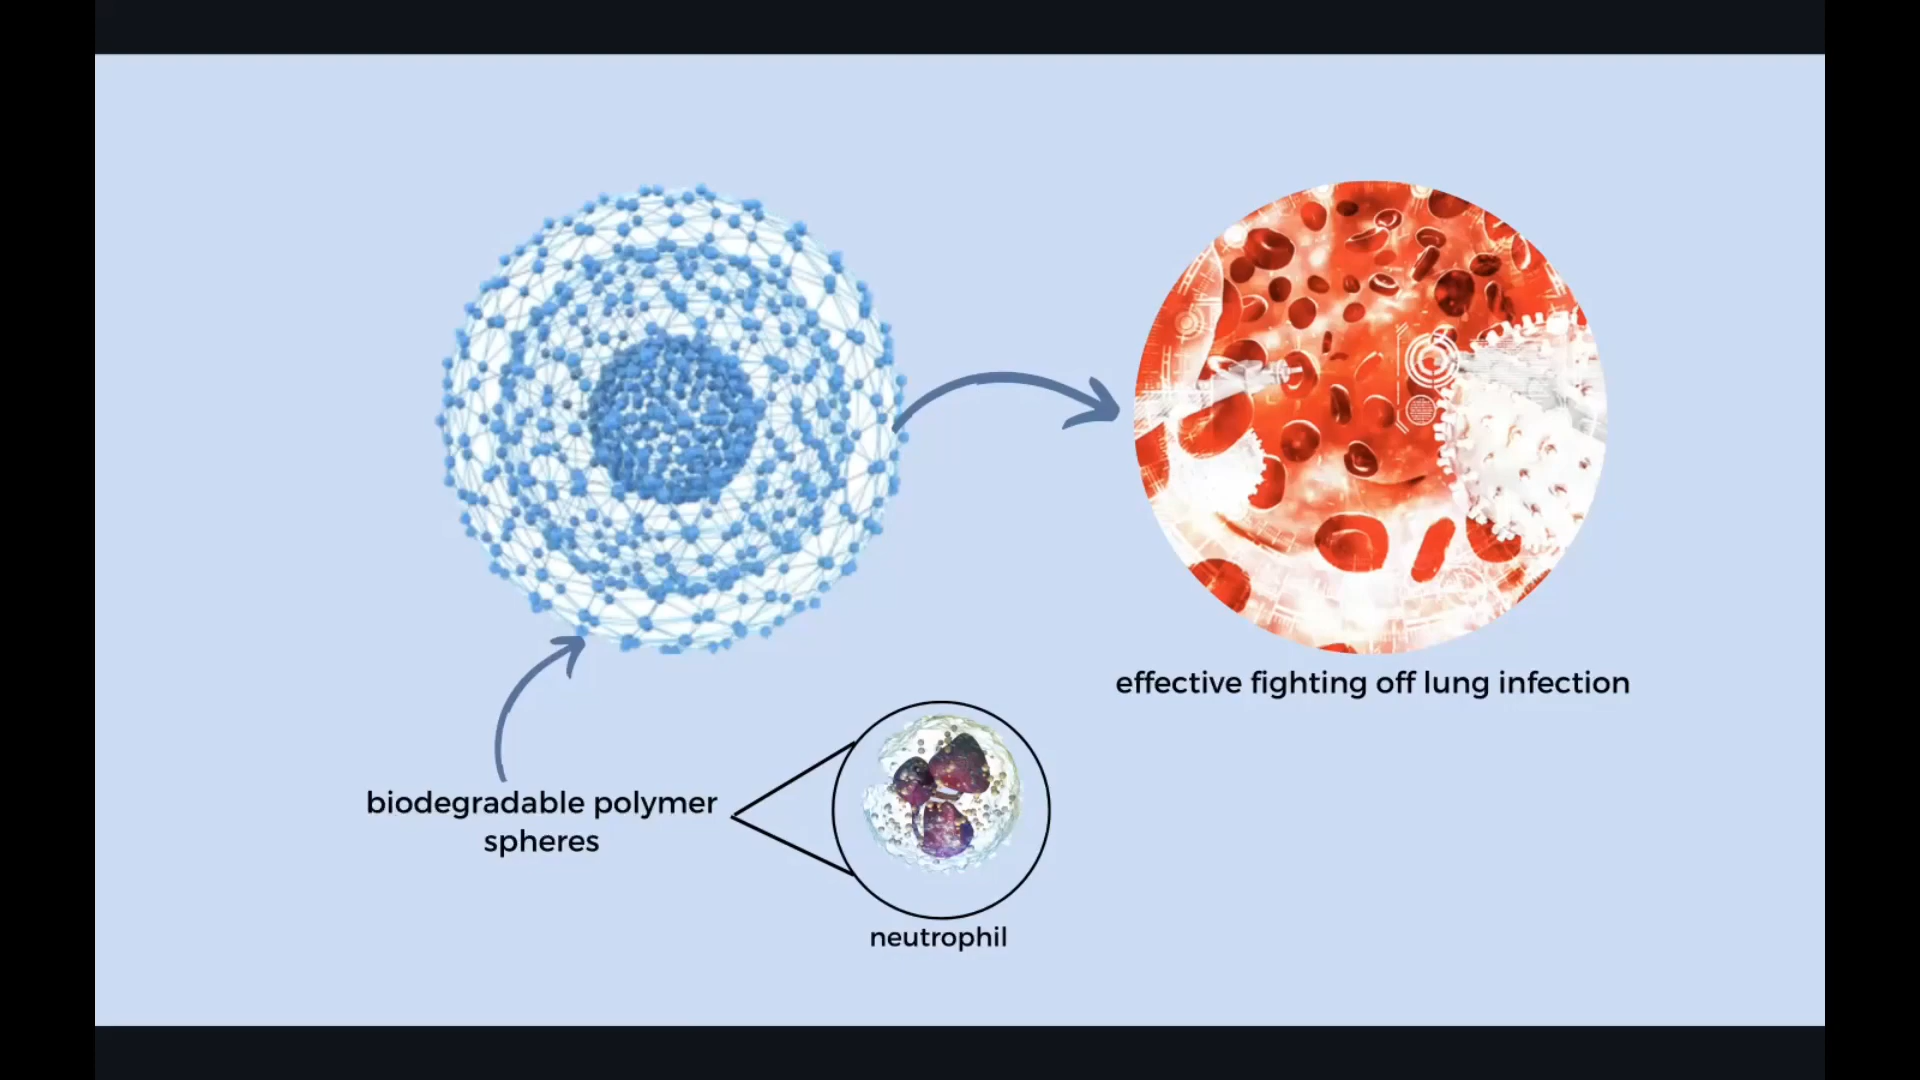 effective fighting off lung infection
biodegradable polymer
spheres
neutrophil